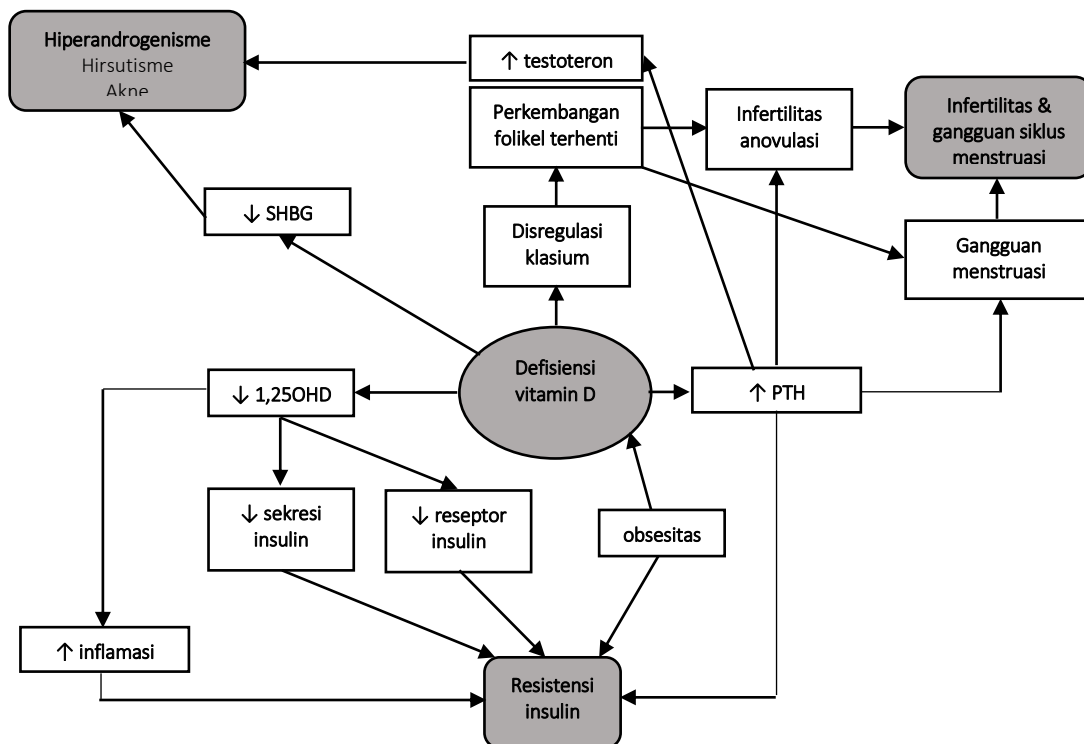 Hiperandrogenisme
Hirsutisme
Akne
↑ testoteron
Perkembangan
folikel terhenti
Infertilitas
anovulasi
Infertilitas &
gangguan siklus
menstruasi
↓ SHBG
Disregulasi
klasium
Gangguan
menstruasi
Defisiensi
vitamin D
↓ 1,25OHD
↑ PTH
↓ sekresi
insulin
↓ reseptor
insulin
obsesitas
↑ inflamasi
Resistensi
insulin